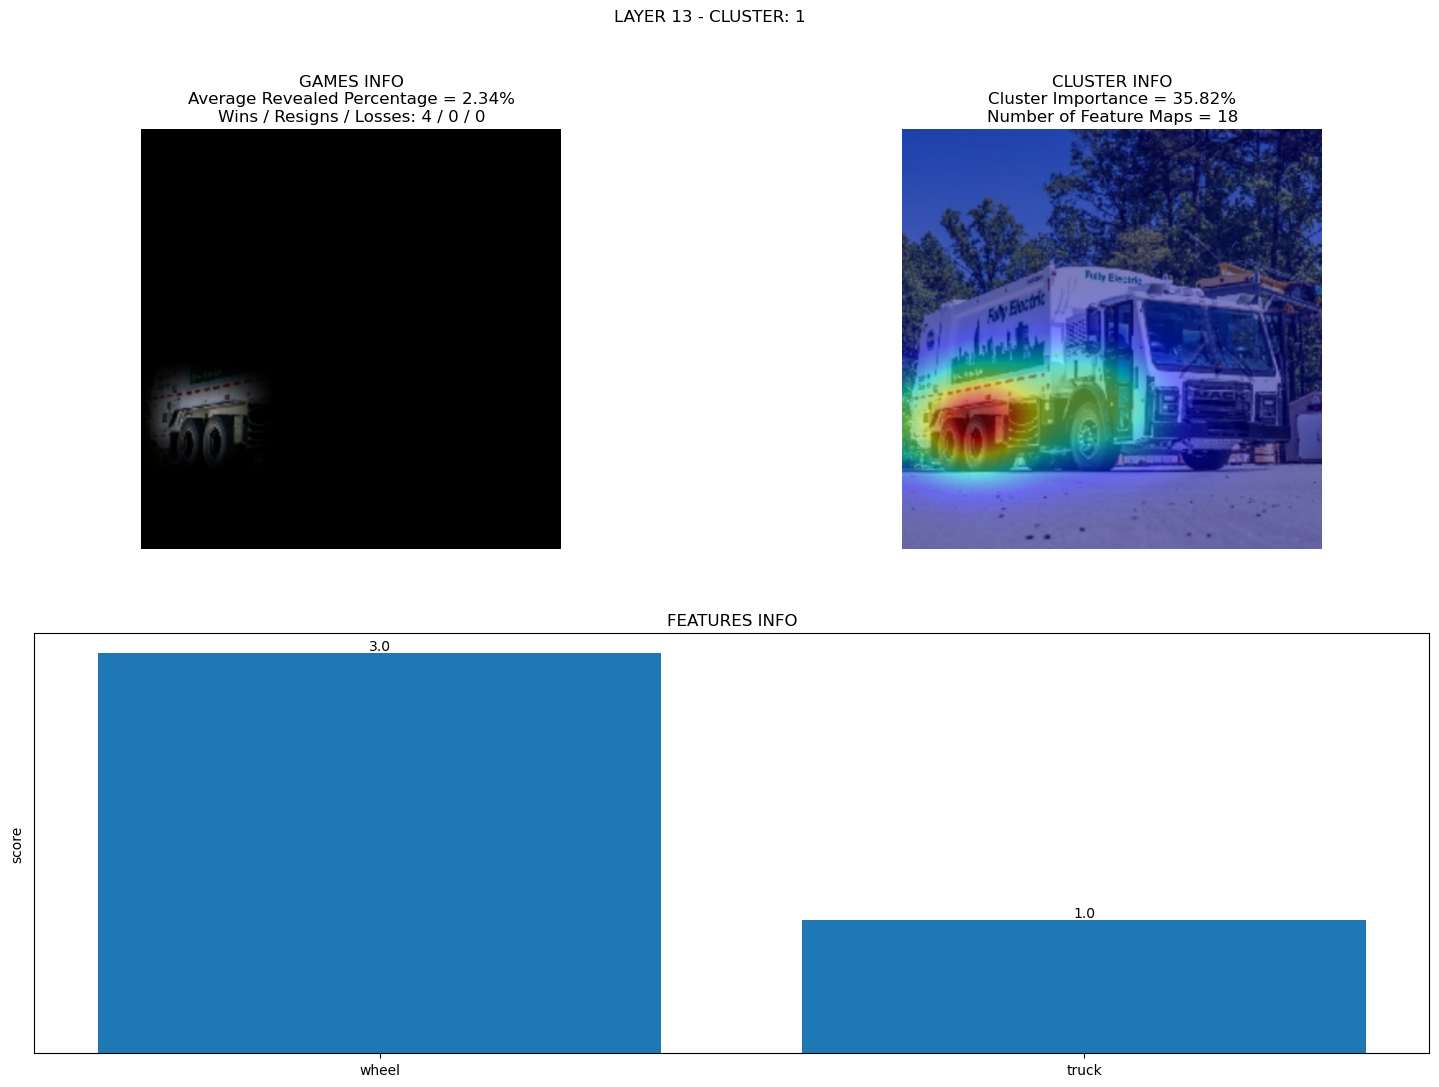 LAYER 13 - CLUSTER: 1
GAMES INFO
Average Revealed Percentage = 2.34%
Wins / Resigns / Losses: 4 / 0 / 0
CLUSTER INFO
Cluster Importance = 35.82%
Number of Feature Maps = 18
Fully Electric
Fully Electric
FEATURES INFO
score
3.0
1.0
wheel
truck